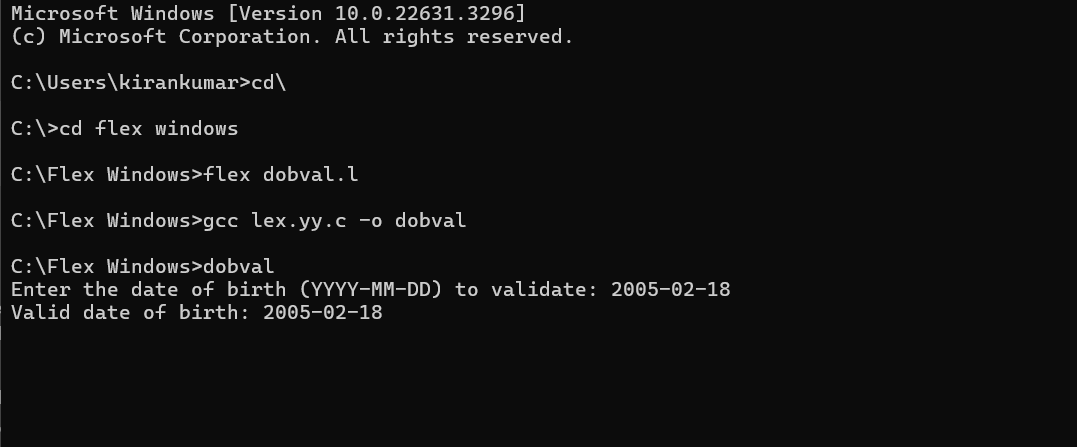 Microsoft Windows [Version 10.0.22631.3296]
(c) Microsoft Corporation. All rights reserved.
C:\Users\kirankumar>cd\
C:\>cd flex windows
C:\Flex Windows>flex dobval.l
C:\Flex Windows>gcc lex.yy.c -o dobval
C:\Flex Windows>dobval
Enter the date of birth (YYYY-MM-DD) to validate: 2005-02-18
Valid date of birth: 2005-02-18